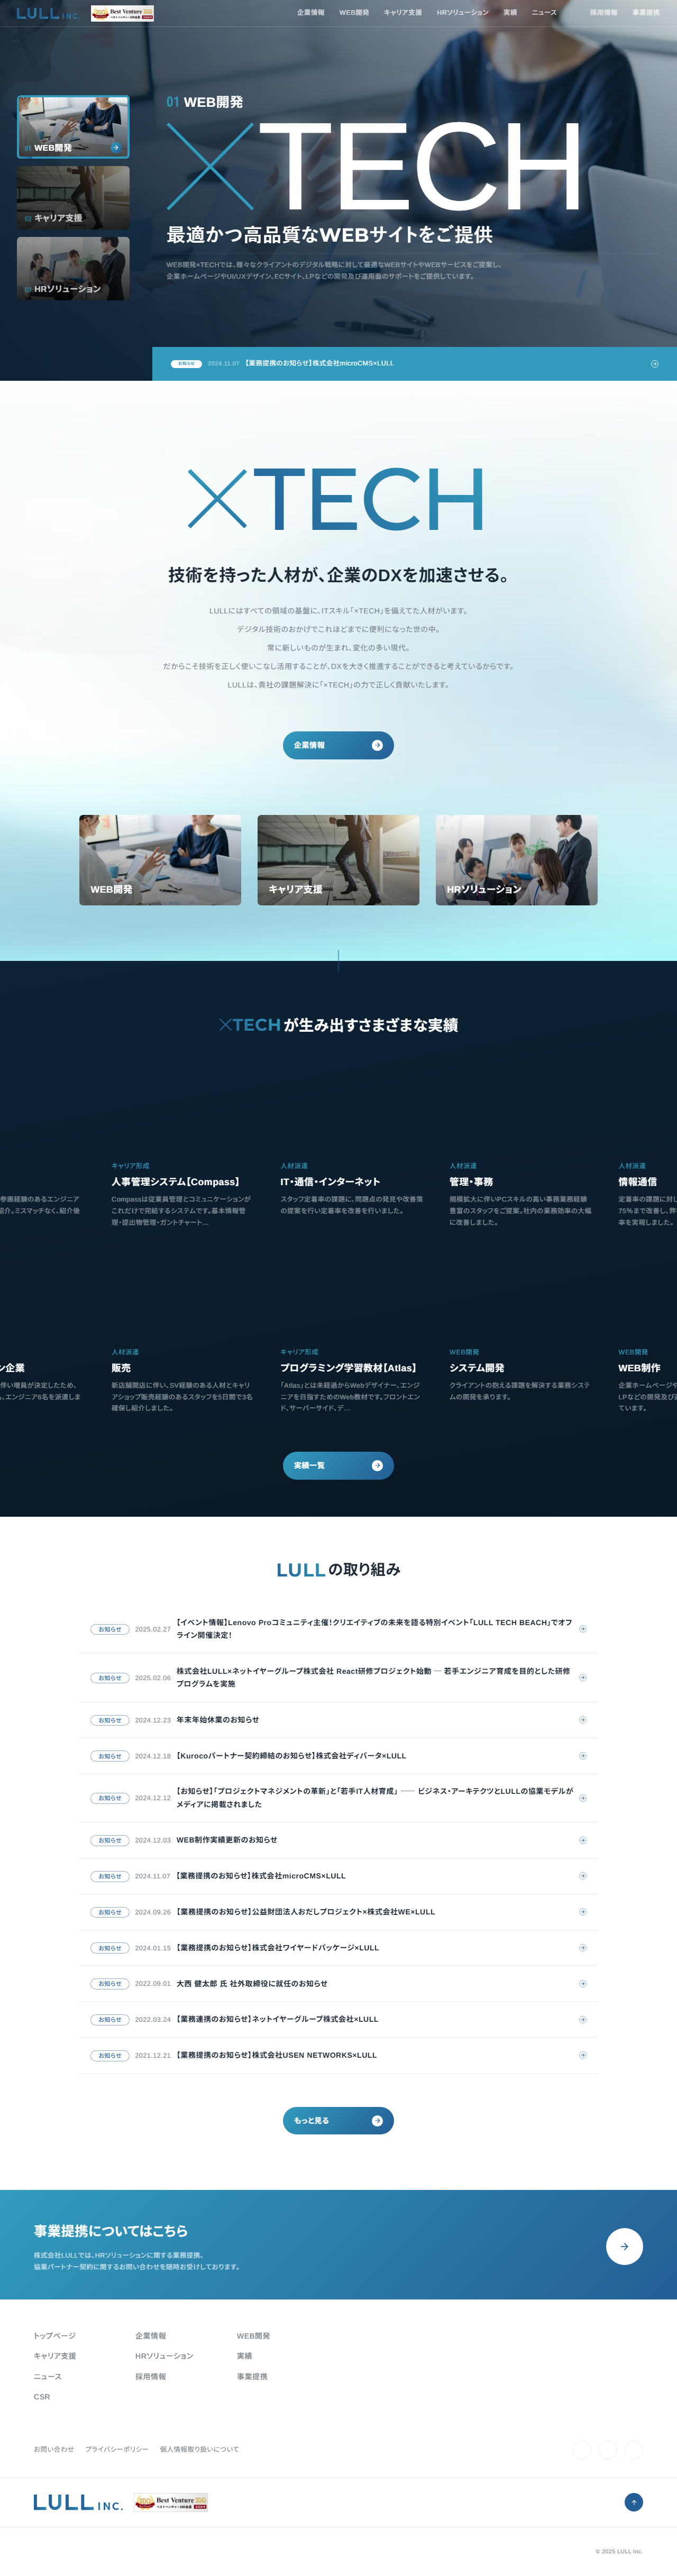 LULL INC.
Best Venture 100
ベストベンチャー100選出
企業情報
WEB開発
キャリア支援
HRソリューション
実績
ニュース
採用情報
事業提携
01 WEB開発
02 キャリア支援
03 HRソリューション
01 WEB開発
×TECH
最適かつ高品質なWEBサイトをご提供
WEB開発×TECHでは、様々なクライアントのデジタル戦略に対して最適なWEBサイトやWEBサービスをご提案し、
企業ホームページやUI/UXデザイン、ECサイト、LPなどの開発及び運用面のサポートをご提供しています。
お知らせ 2024.11.07 【業務提携のお知らせ】株式会社microCMS×LULL
×TECH
技術を持った人材が、企業のDXを加速させる。
LULLにはすべての領域の基盤に、ITスキル「×TECH」を備えてた人材がいます。
デジタル技術のおかげでこれほどまでに便利になった世の中。
常に新しいものが生まれ、変化の多い現代。
だからこそ技術を正しく使いこなし活用することが、DXを大きく推進することができると考えているからです。
LULLは、貴社の課題解決に「×TECH」の力で正しく貢献いたします。
企業情報
WEB開発
キャリア支援
HRソリューション
×TECHが生み出すさまざまな実績
参画経験のあるエンジニア
紹介。ミスマッチなく、紹介後
キャリア形成
人事管理システム【Compass】
Compassは従業員管理とコミュニケーションが
これだけで完結するシステムです。基本情報管
理・提出物管理・ガントチャート...
人材派遣
IT・通信・インターネット
スタッフ定着率の課題に、問題点の発見や改善策
の提案を行い定着率を改善を行いました。
人材派遣
管理・事務
規模拡大に伴いPCスキルの高い事務業務経験
豊富のスタッフをご提案。社内の業務効率の大幅
に改善しました。
人材派遣
情報通信
定着率の課題に対し
75%まで改善し、弊
率を実現しました。
ン企業
伴い増員が決定したため、
、エンジニア6名を派遣しま
人材派遣
販売
新店舗開店に伴い、SV経験のある人材とキャリ
アショップ販売経験のあるスタッフを5日間で3名
確保し紹介しました。
キャリア形成
プログラミング学習教材【Atlas】
「Atlas」とは未経過からWebデザイナー、エンジ
ニアを目指すためのWeb教材です。フロントエン
ド、サーバーサイド、デ...
WEB開発
システム開発
クライアントの抱える課題を解決する業務システ
ムの開発を承ります。
WEB開発
WEB制作
企業ホームページや
LPなどの開発及び運
ています。
実績一覧
LULLの取り組み
お知らせ 2025.02.27 【イベント情報】Lenovo Proコミュニティ主催!クリエイティブの未来を語る特別イベント「LULL TECH BEACH」でオフ
ライン開催決定!
お知らせ 2025.02.06 株式会社LULL×ネットイヤーグループ株式会社 React研修プロジェクト始動 ― 若手エンジニア育成を目的とした研修
プログラムを実施
お知らせ 2024.12.23 年末年始休業のお知らせ
お知らせ 2024.12.18 【Kurocoパートナー契約締結のお知らせ】株式会社ディバータ×LULL
お知らせ 2024.12.12 【お知らせ】「プロジェクトマネジメントの革新」と「若手IT人材育成」 ―― ビジネス・アーキテクツとLULLの協業モデルが
メディアに掲載されました
お知らせ 2024.12.03 WEB制作実績更新のお知らせ
お知らせ 2024.11.07 【業務提携のお知らせ】株式会社microCMS×LULL
お知らせ 2024.09.26 【業務提携のお知らせ】公益財団法人おだしプロジェクト×株式会社WE×LULL
お知らせ 2024.01.15 【業務提携のお知らせ】株式会社ワイヤードパッケージ×LULL
お知らせ 2022.09.01 大西 健太郎 氏 社外取締役に就任のお知らせ
お知らせ 2022.03.24 【業務連携のお知らせ】ネットイヤーグループ株式会社×LULL
お知らせ 2021.12.21 【業務提携のお知らせ】株式会社USEN NETWORKS×LULL
もっと見る
事業提携についてはこちら
株式会社LULLでは、HRソリューションに関する業務提携、
協業パートナー契約に関するお問い合わせを随時お受けしております。
トップページ
企業情報
WEB開発
キャリア支援
HRソリューション
実績
ニュース
採用情報
事業提携
CSR
お問い合わせ
プライバシーポリシー
個人情報取り扱いについて
LULL INC.
Best Venture 100
ベストベンチャー100選出
© 2025 LULL Inc.